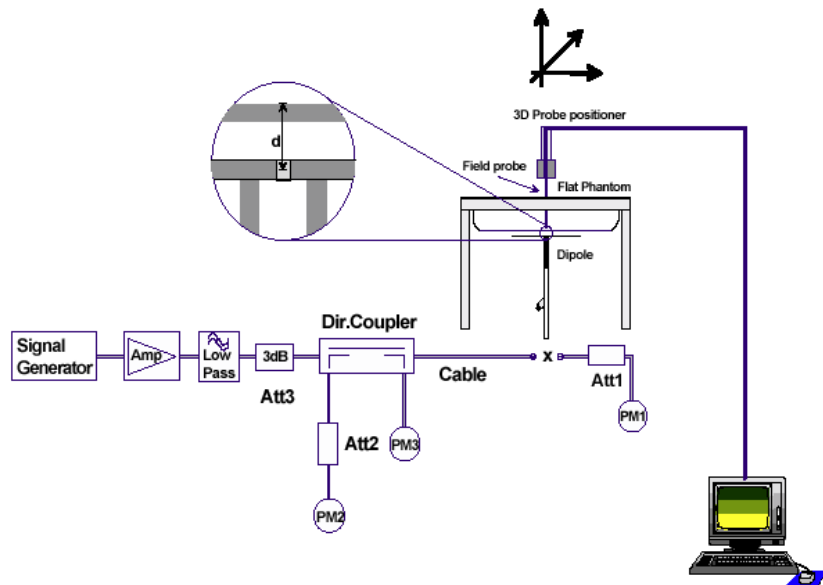 3D Probe positioner
d
Field probe
Flat Phantom
Dipole
Dir.Coupler
Signal
Generator
Amp
Low
Pass
3dB
Att3
Cable
x
Att1
PM1
Att2
PM3
PM2